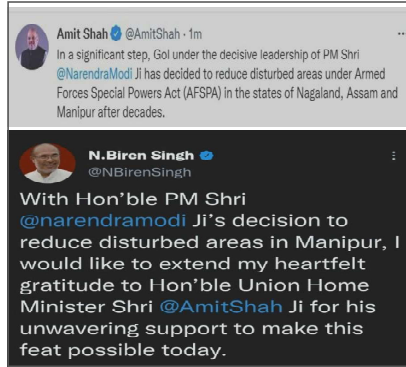 Amit Shah @AmitShah · 1m
In a significant step, GoI under the decisive leadership of PM Shri
@NarendraModi Ji has decided to reduce disturbed areas under Armed
Forces Special Powers Act (AFSPA) in the states of Nagaland, Assam and
Manipur after decades.
N.Biren Singh
@NBirenSingh
With Hon’ble PM Shri
@narendramodi Ji’s decision to
reduce disturbed areas in Manipur, I
would like to extend my heartfelt
gratitude to Hon’ble Union Home
Minister Shri @AmitShah Ji for his
unwavering support to make this
feat possible today.